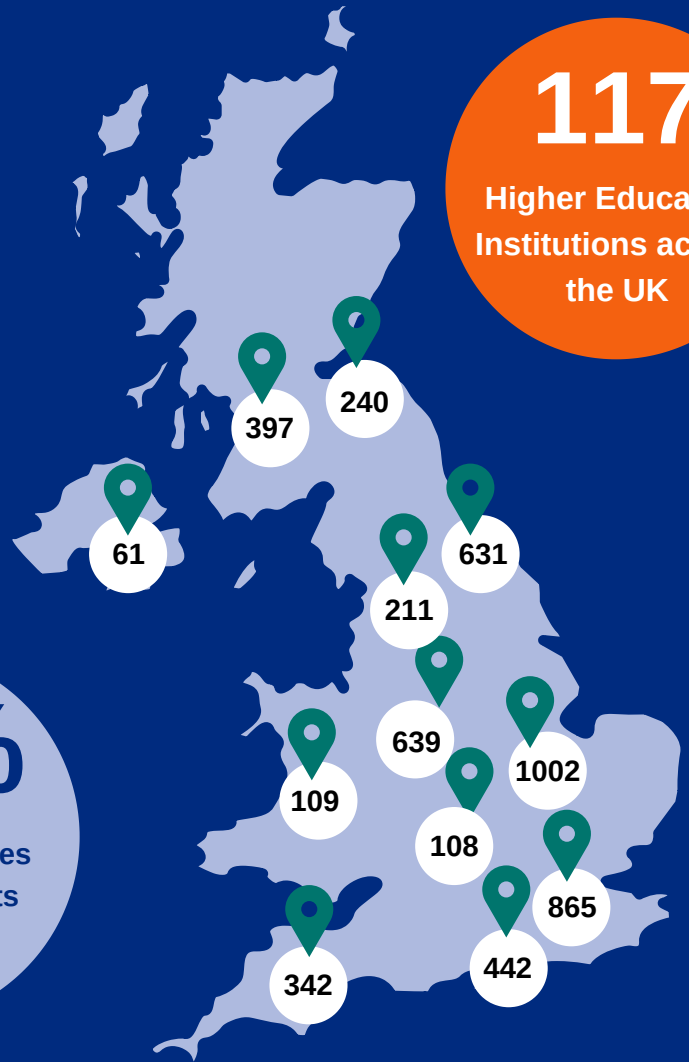 117
Higher Educa
Institutions ac
the UK
240
397
61
631
211
639
1002
109
108
865
442
342
%
es
ts